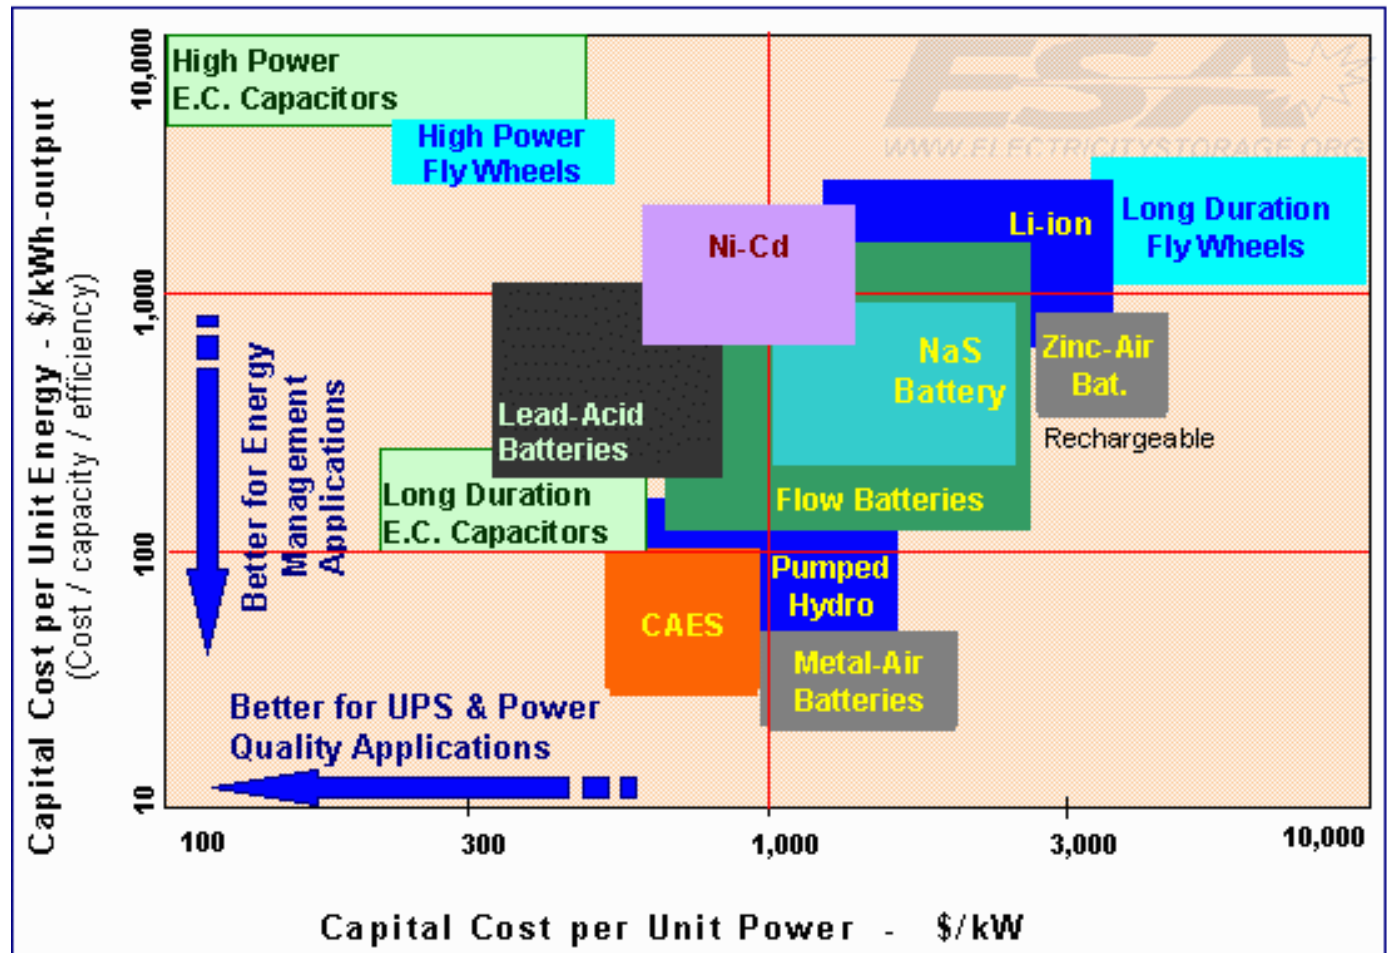 High Power
E.C. Capacitors
ESA
WWW.ELECTRICITYSTORAGE.ORG
High Power
Fly Wheels
Long Duration
Fly Wheels
Li-ion
Ni-Cd
NaS
Battery
Zinc-Air
Bat.
Rechargeable
Lead-Acid
Batteries
Flow Batteries
Long Duration
E.C. Capacitors
Pumped
Hydro
CAES
Metal-Air
Batteries
Better for Energy
Management
Applications
Better for UPS & Power
Quality Applications
Capital Cost per Unit Energy - $/kWh-output
(Cost / capacity / efficiency)
10,000
1,000
100
10
100
300
1,000
3,000
10,000
Capital Cost per Unit Power - $/kW